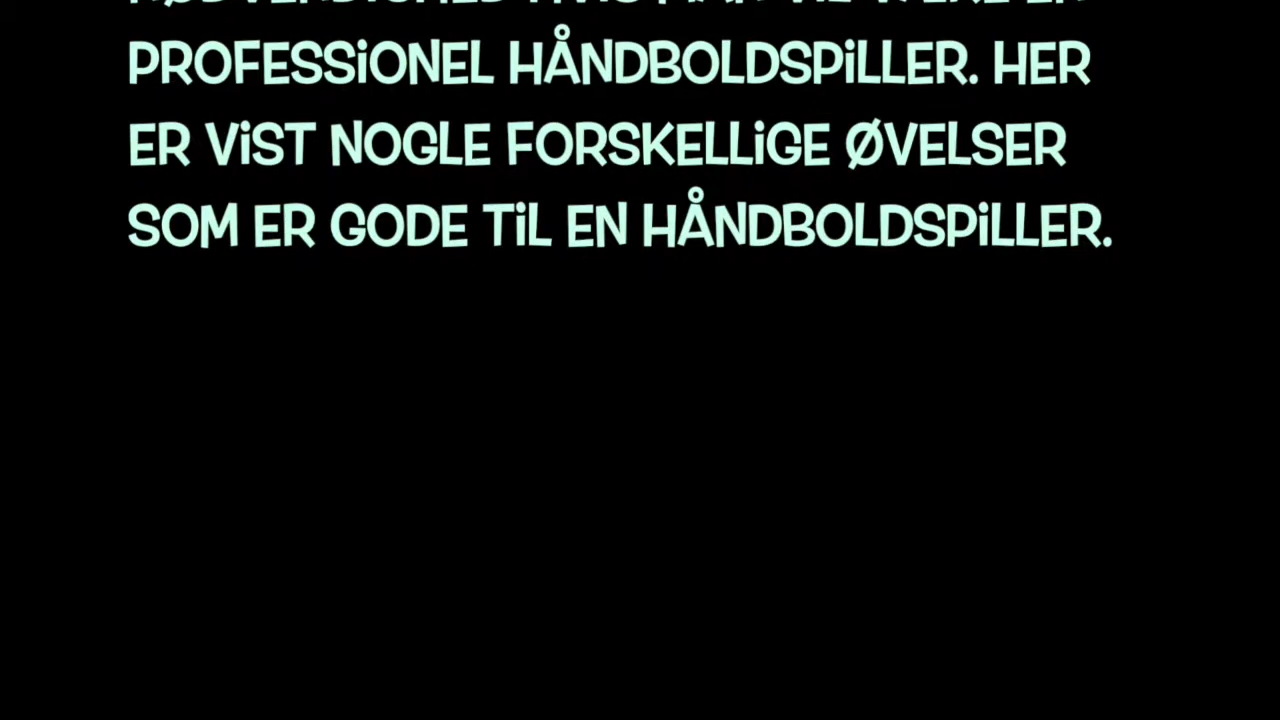 PROFESSiONEL HÅNDBOLDSPiLLER. HER
ER ViST NOGLE FORSKELLiGE ØVELSER
SOM ER GODE TiL EN HÅNDBOLDSPiLLER.